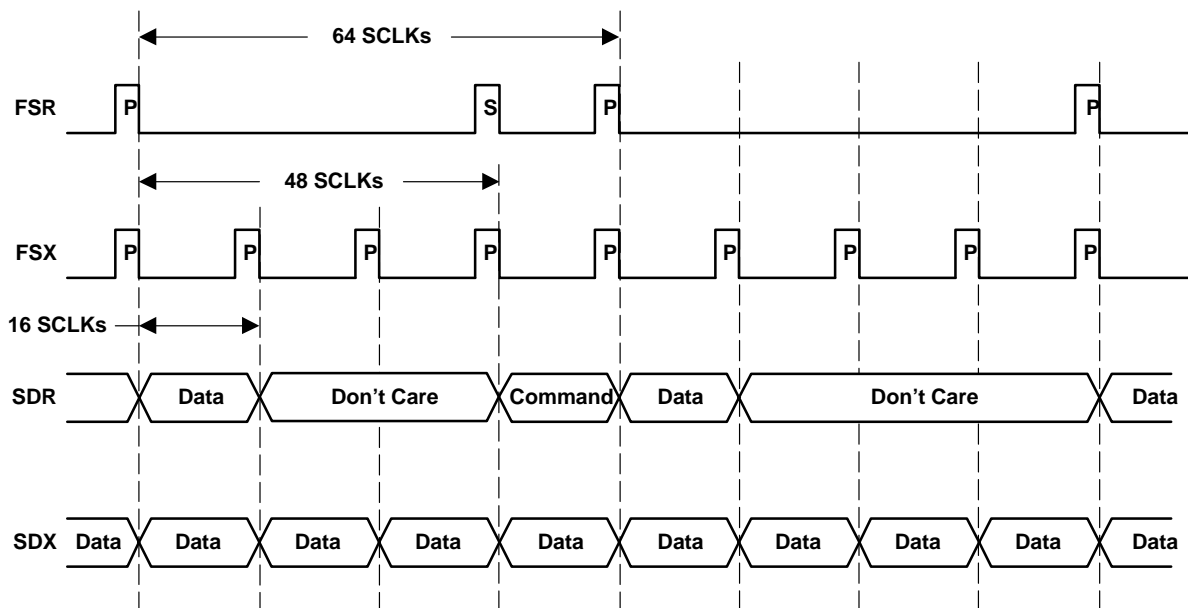 64 SCLKs
FSR P S P P
48 SCLKs
FSX P P P P P P P P P
16 SCLKs
SDR Data Don't Care Command Data Don't Care Data
SDX Data Data Data Data Data Data Data Data Data Data